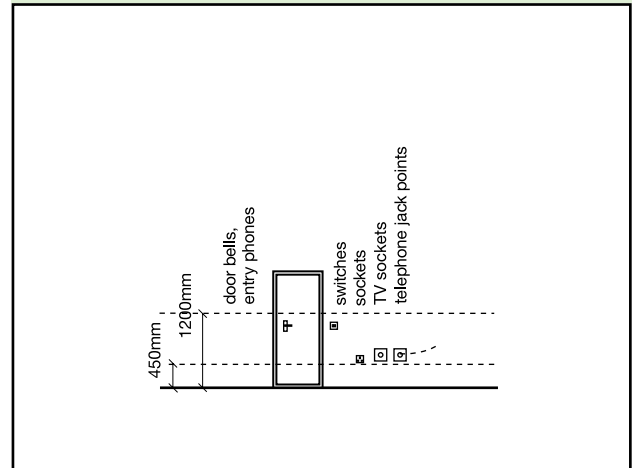 450mm
1200mm
door bells,
entry phones
switches
sockets
TV sockets
telephone jack points